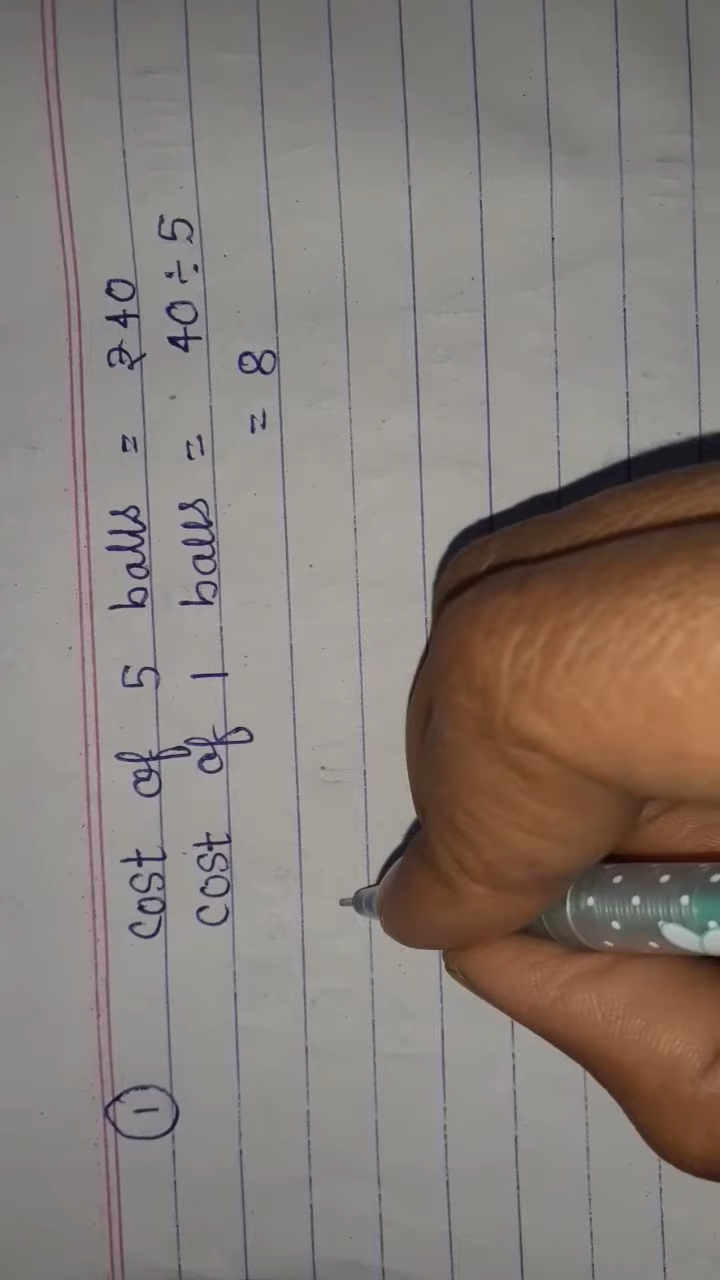 ① cost of 5 balls = ₹40
cost of 1 balls = 40÷5
= 8